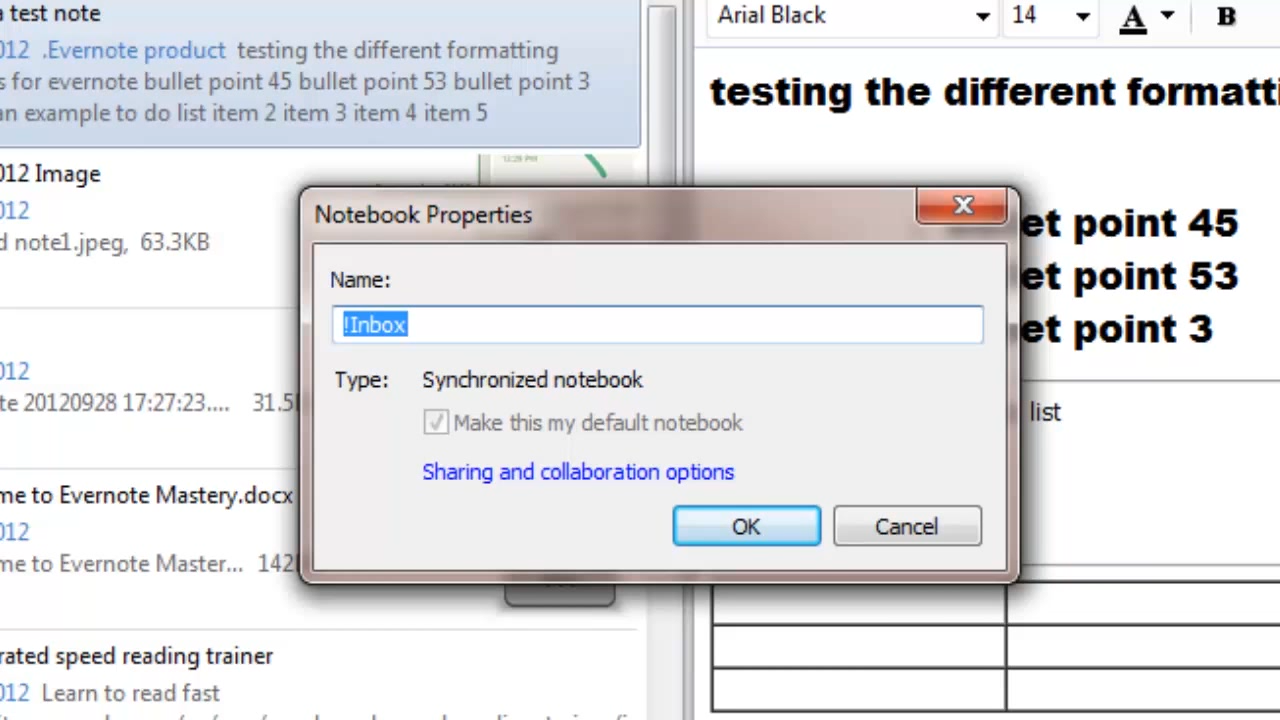 a test note
012 .Evernote product testing the different formatting
s for evernote bullet point 45 bullet point 53 bullet point 3
an example to do list item 2 item 3 item 4 item 5
012 Image
012
d note1.jpeg, 63.3KB
012
te 20120928 17:27:23.... 31.5
me to Evernote Mastery.docx
012
me to Evernote Master... 142
rated speed reading trainer
012 Learn to read fast
Arial Black 14 A B
testing the different formatti
et point 45
et point 53
et point 3
list
12:29 PM
Notebook Properties
Name:
!Inbox
Type: Synchronized notebook
Make this my default notebook
Sharing and collaboration options
OK Cancel